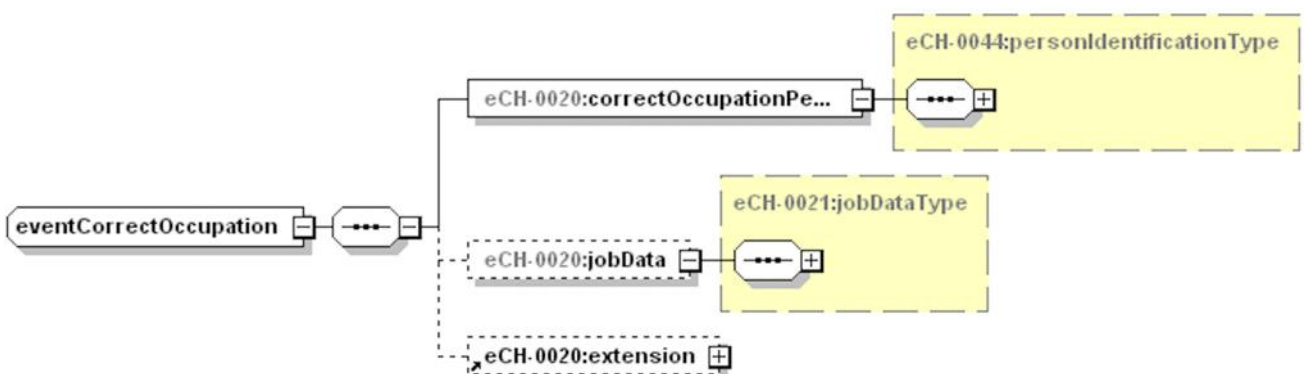 eCH-0044:personIdentificationType
eCH-0020:correctOccupationPe...
eCH-0021:jobDataType
eventCorrectOccupation
eCH-0020:jobData
eCH-0020:extension